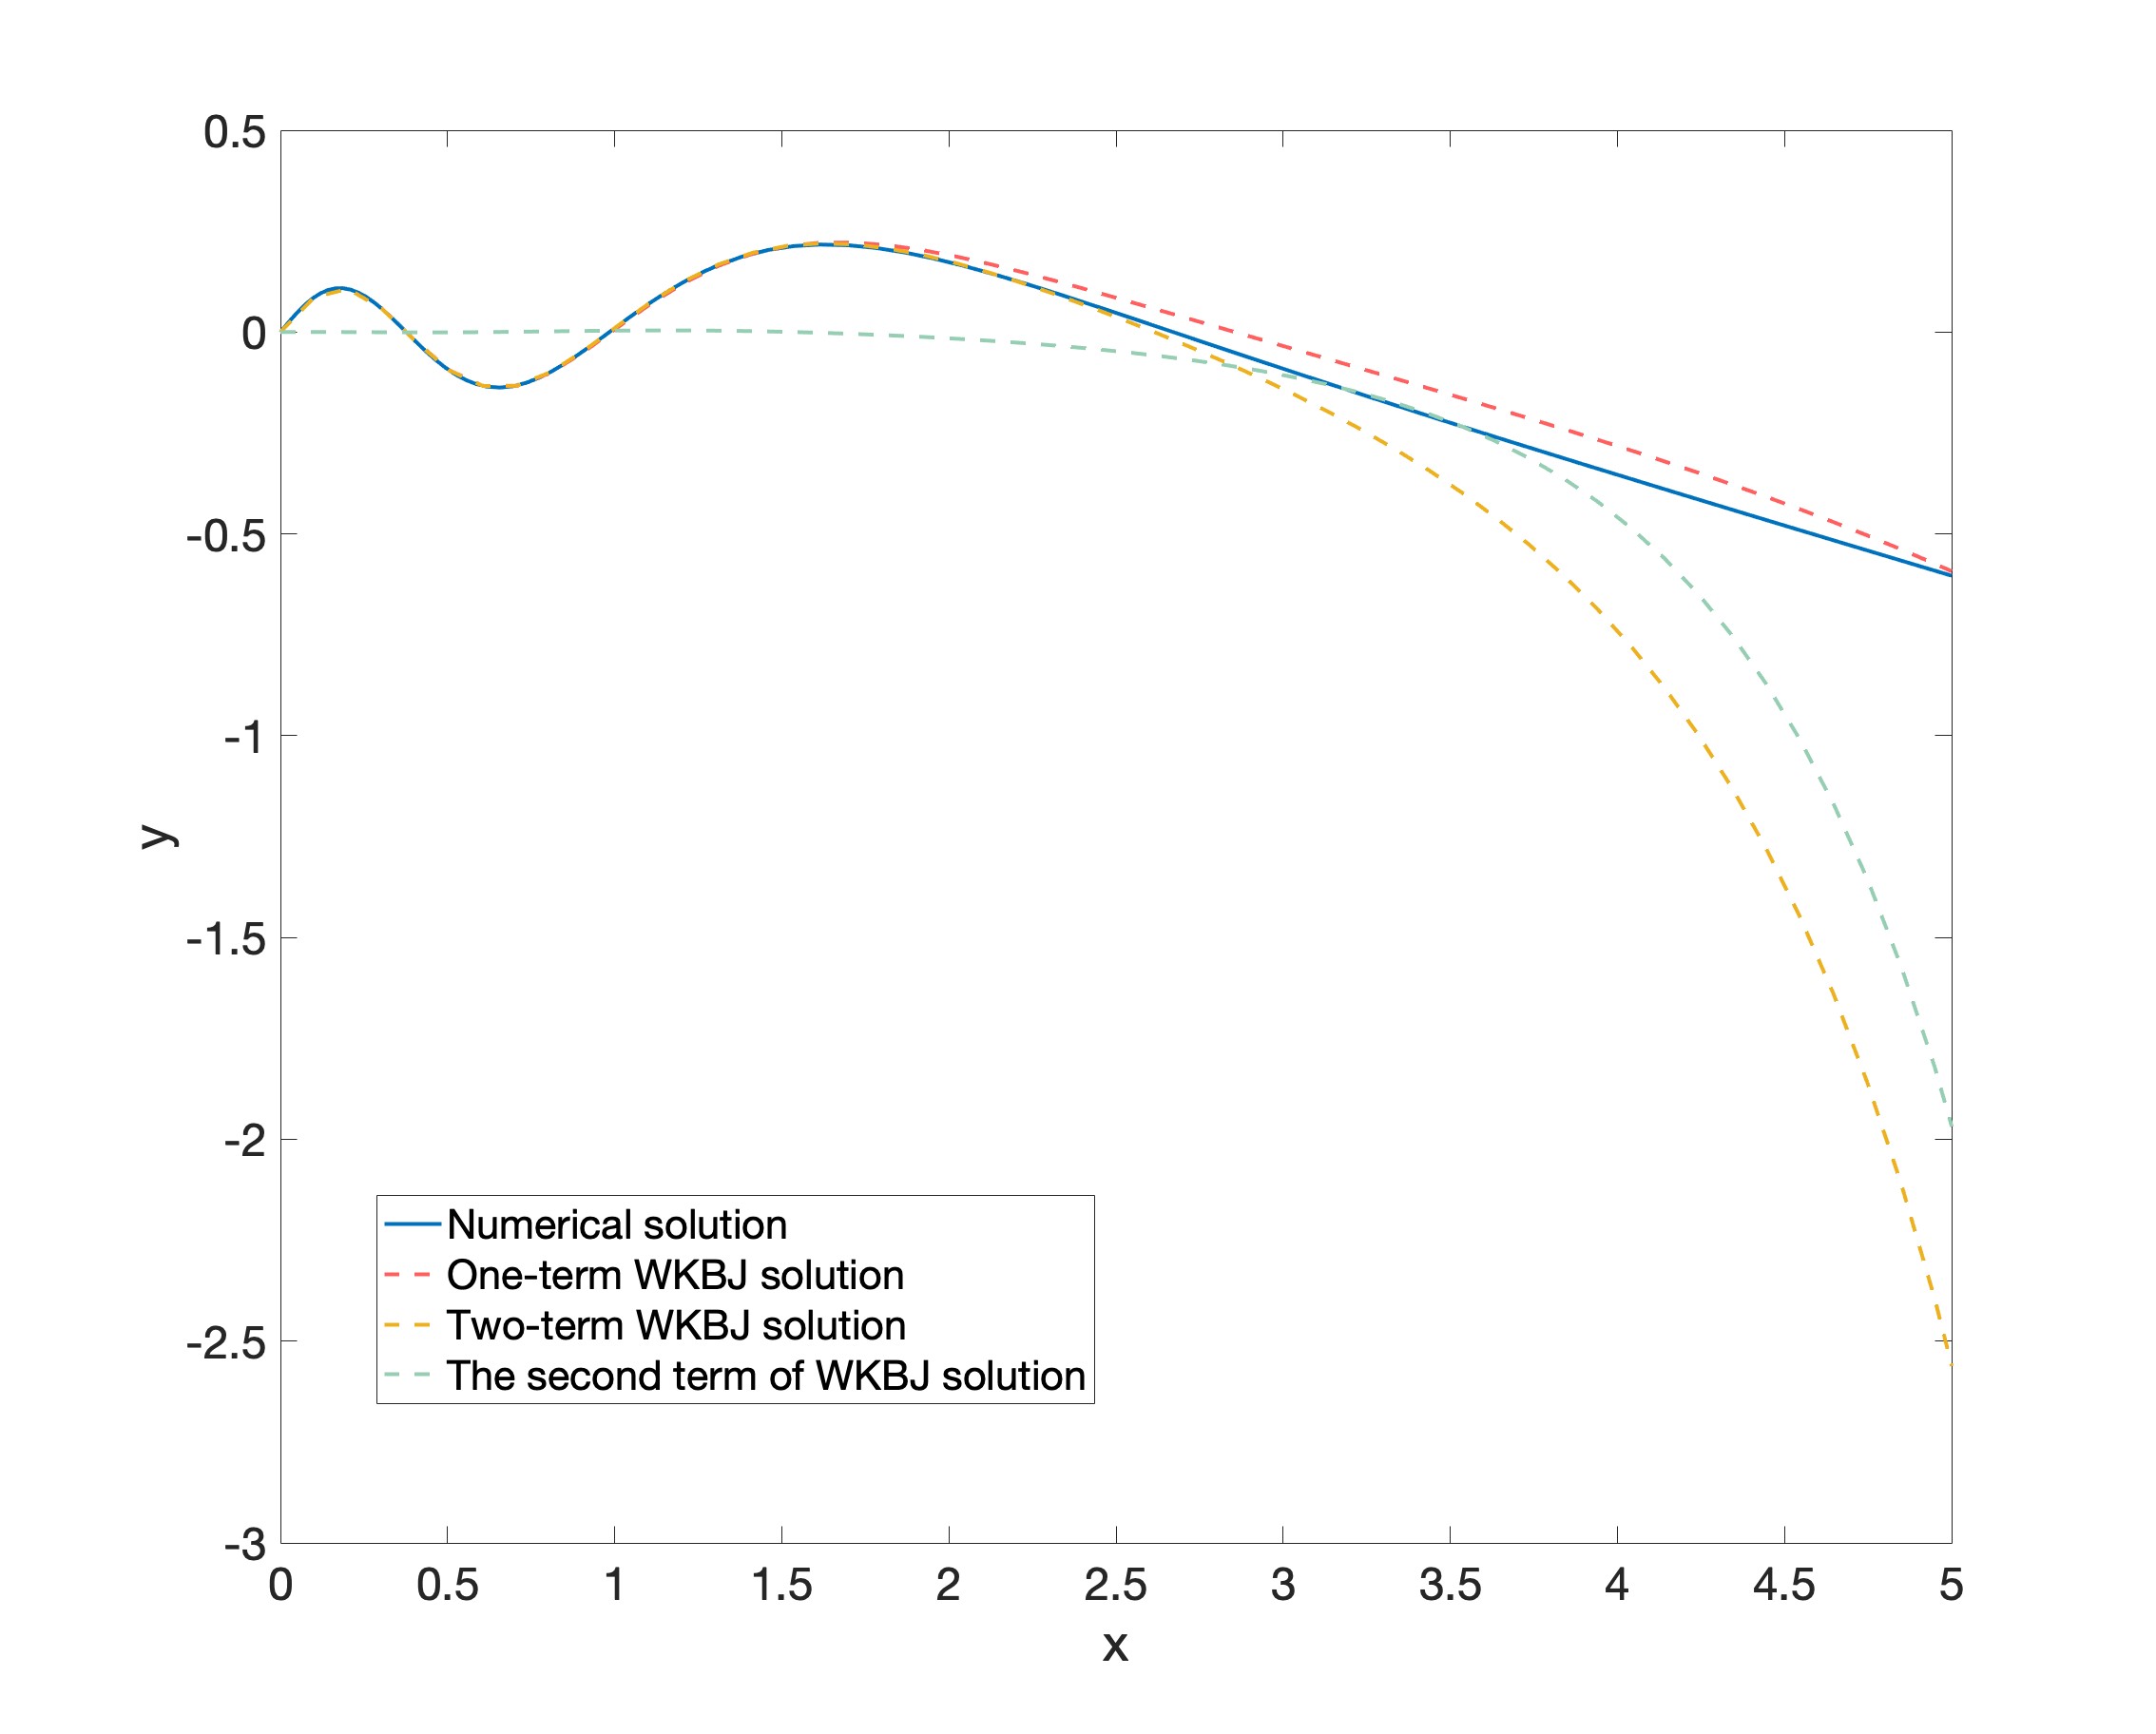 0.5
0
-0.5
-1
-1.5
-2
-2.5
-3
y
Numerical solution
One-term WKBJ solution
Two-term WKBJ solution
The second term of WKBJ solution
0 0.5 1 1.5 2 2.5 3 3.5 4 4.5 5
x